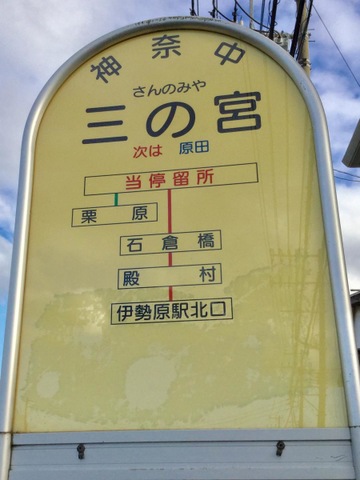 神奈中
さんのみや
三の宮
次は 原田
当停留所
栗原
石倉橋
殿村
伊勢原駅北口